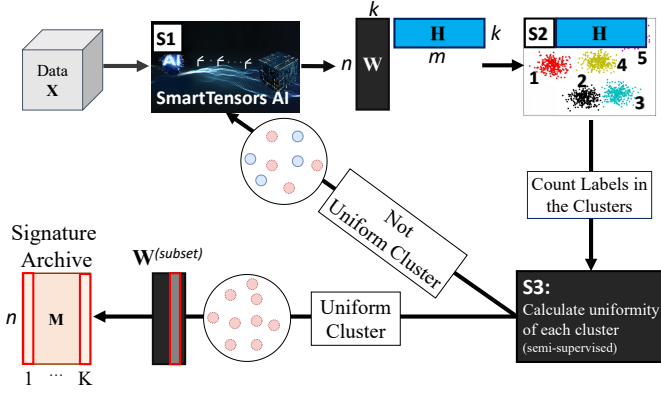 Data
X
S1
AI
SmartTensors AI
k
n
W
H
k
m
S2
H
1
2
3
4
5
Count Labels in
the Clusters
S3:
Calculate uniformity
of each cluster
(semi-supervised)
Not
Uniform Cluster
Uniform
Cluster
W(subset)
Signature
Archive
n
M
1 ... K